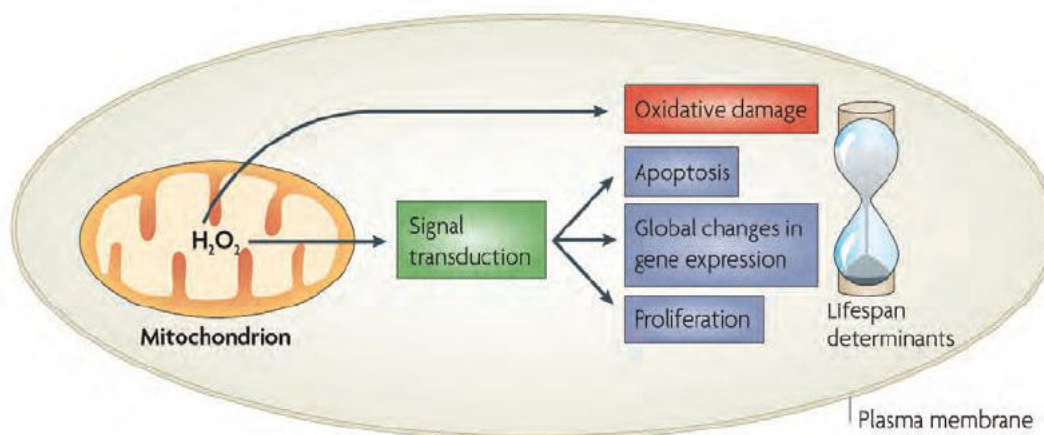 Oxidative damage
Apoptosis
H₂O₂
Signal
transduction
Global changes in
gene expression
Proliferation
Mitochondrion
Lifespan
determinants
Plasma membrane